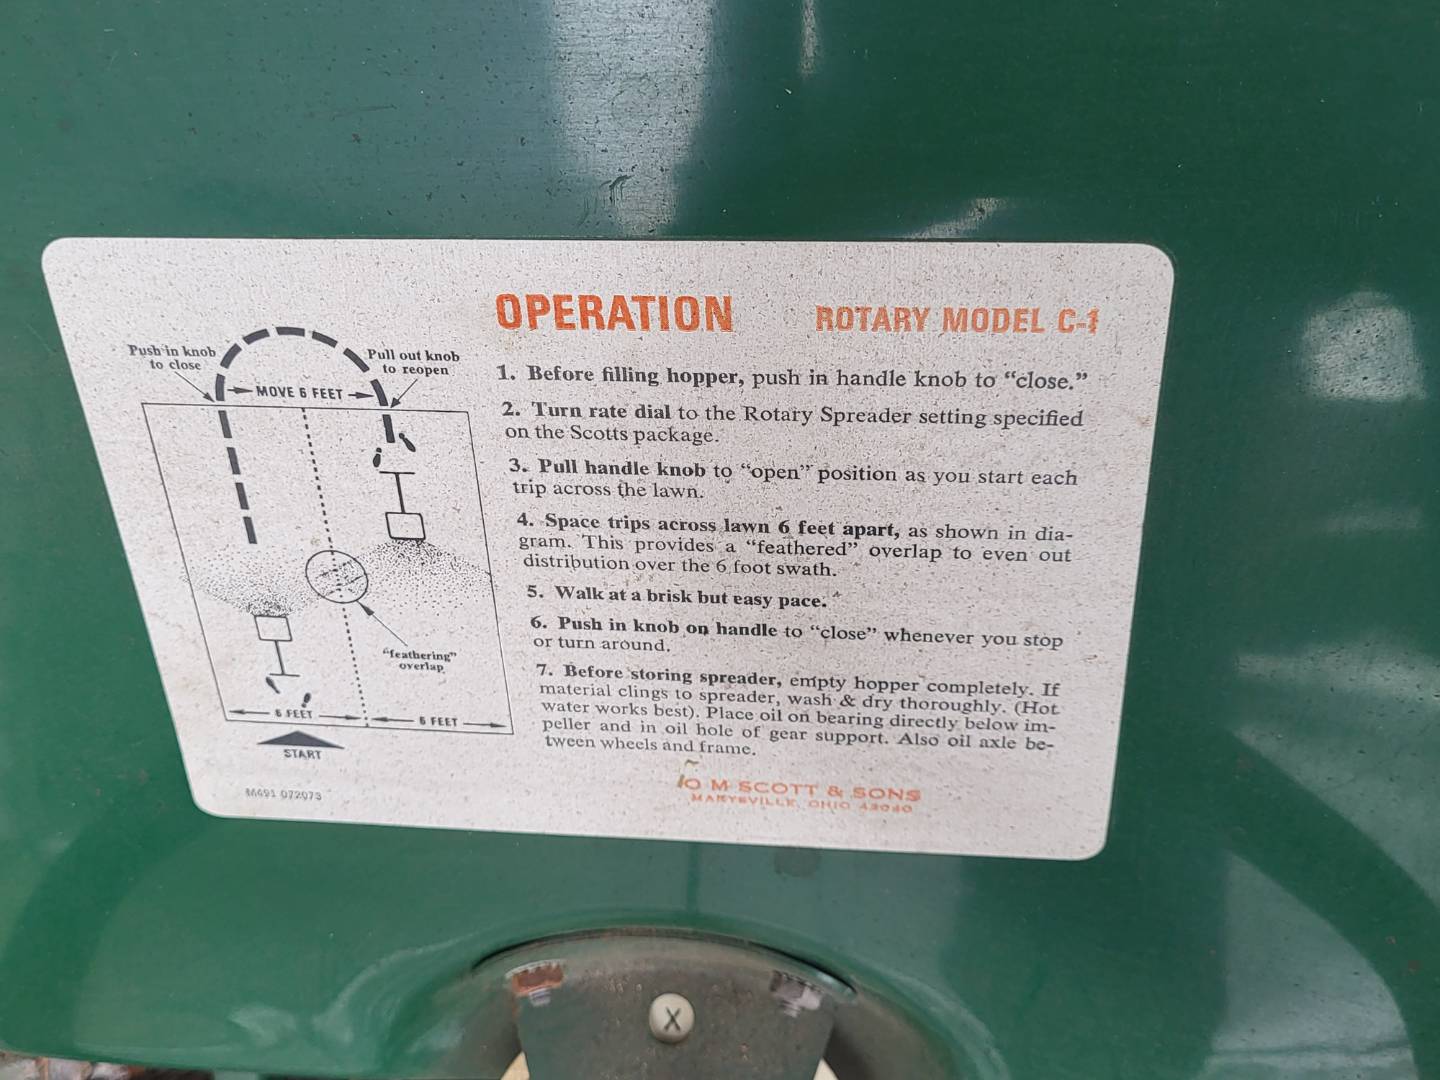 OPERATION
ROTARY MODEL C-1
Push in knob
to close
Pull out knob
to reopen
MOVE 6 FEET
"feathering"
overlap
6 FEET
6 FEET
START
1. Before filling hopper, push in handle knob to "close."
2. Turn rate dial to the Rotary Spreader setting specified
on the Scotts package.
3. Pull handle knob to "open" position as you start each
trip across the lawn.
4. Space trips across lawn 6 feet apart, as shown in dia-
gram. This provides a "feathered" overlap to even out
distribution over the 6 foot swath.
5. Walk at a brisk but easy pace.
6. Push in knob on handle to "close" whenever you stop
or turn around.
7. Before storing spreader, empty hopper completely. If
material clings to spreader, wash & dry thoroughly. (Hot
water works best). Place oil on bearing directly below im-
peller and in oil hole of gear support. Also oil axle be-
tween wheels and frame.
O M SCOTT & SONS
MARYSVILLE, OHIO 43040
072073
X